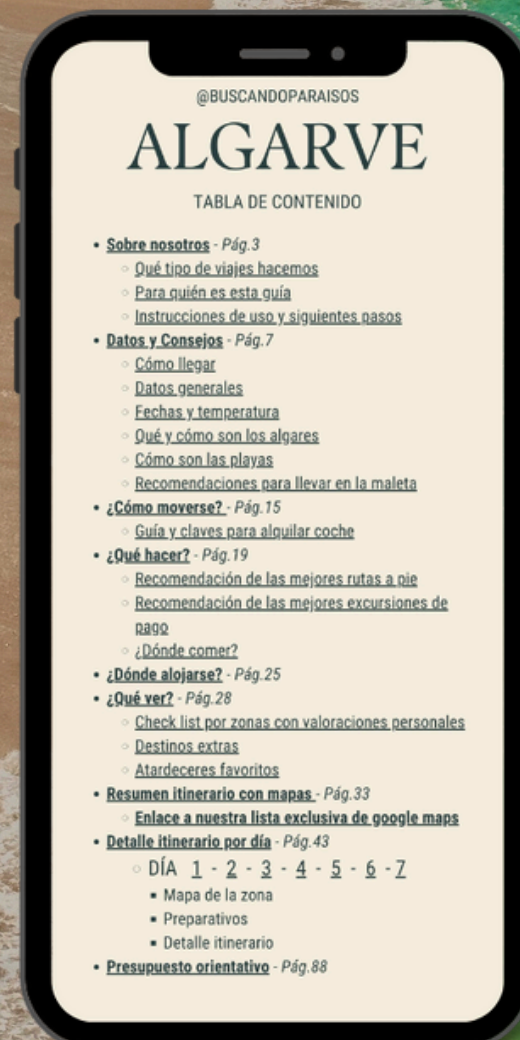 @BUSCANDOPARAISOS
ALGARVE
TABLA DE CONTENIDO
• Sobre nosotros - Pág.3
◦ Qué tipo de viajes hacemos
◦ Para quién es esta guía
◦ Instrucciones de uso y siguientes pasos
• Datos y Consejos - Pág.7
◦ Cómo llegar
◦ Datos generales
◦ Fechas y temperatura
◦ Qué y cómo son los algares
◦ Cómo son las playas
◦ Recomendaciones para llevar en la maleta
• ¿Cómo moverse? - Pág.15
◦ Guía y claves para alquilar coche
• ¿Qué hacer? - Pág.19
◦ Recomendación de las mejores rutas a pie
◦ Recomendación de las mejores excursiones de
pago
◦ ¿Dónde comer?
• ¿Dónde alojarse? - Pág.25
• ¿Qué ver? - Pág.28
◦ Check list por zonas con valoraciones personales
◦ Destinos extras
◦ Atardeceres favoritos
• Resumen itinerario con mapas - Pág.33
◦ Enlace a nuestra lista exclusiva de google maps
• Detalle itinerario por día - Pág.43
◦ DÍA 1 - 2 - 3 - 4 - 5 - 6 -7
▪ Mapa de la zona
▪ Preparativos
▪ Detalle itinerario
• Presupuesto orientativo - Pág.88